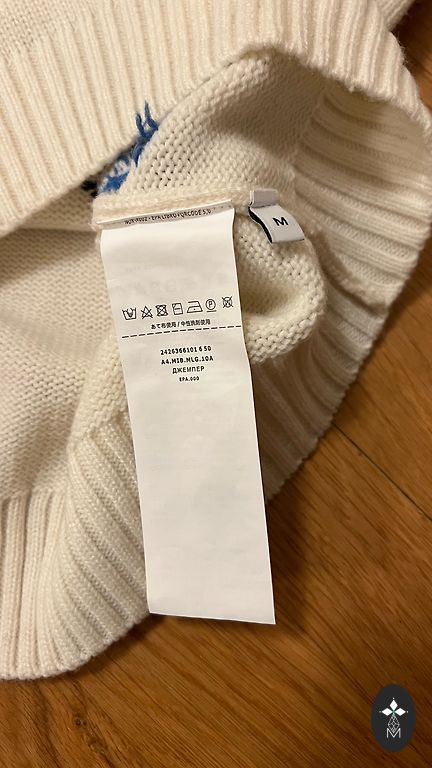 M
あて布使用 / 中性洗剤使用
2426366101 6 50
A4.MIB.MLG.10A
ДЖЕМПЕР
EPA.000
M